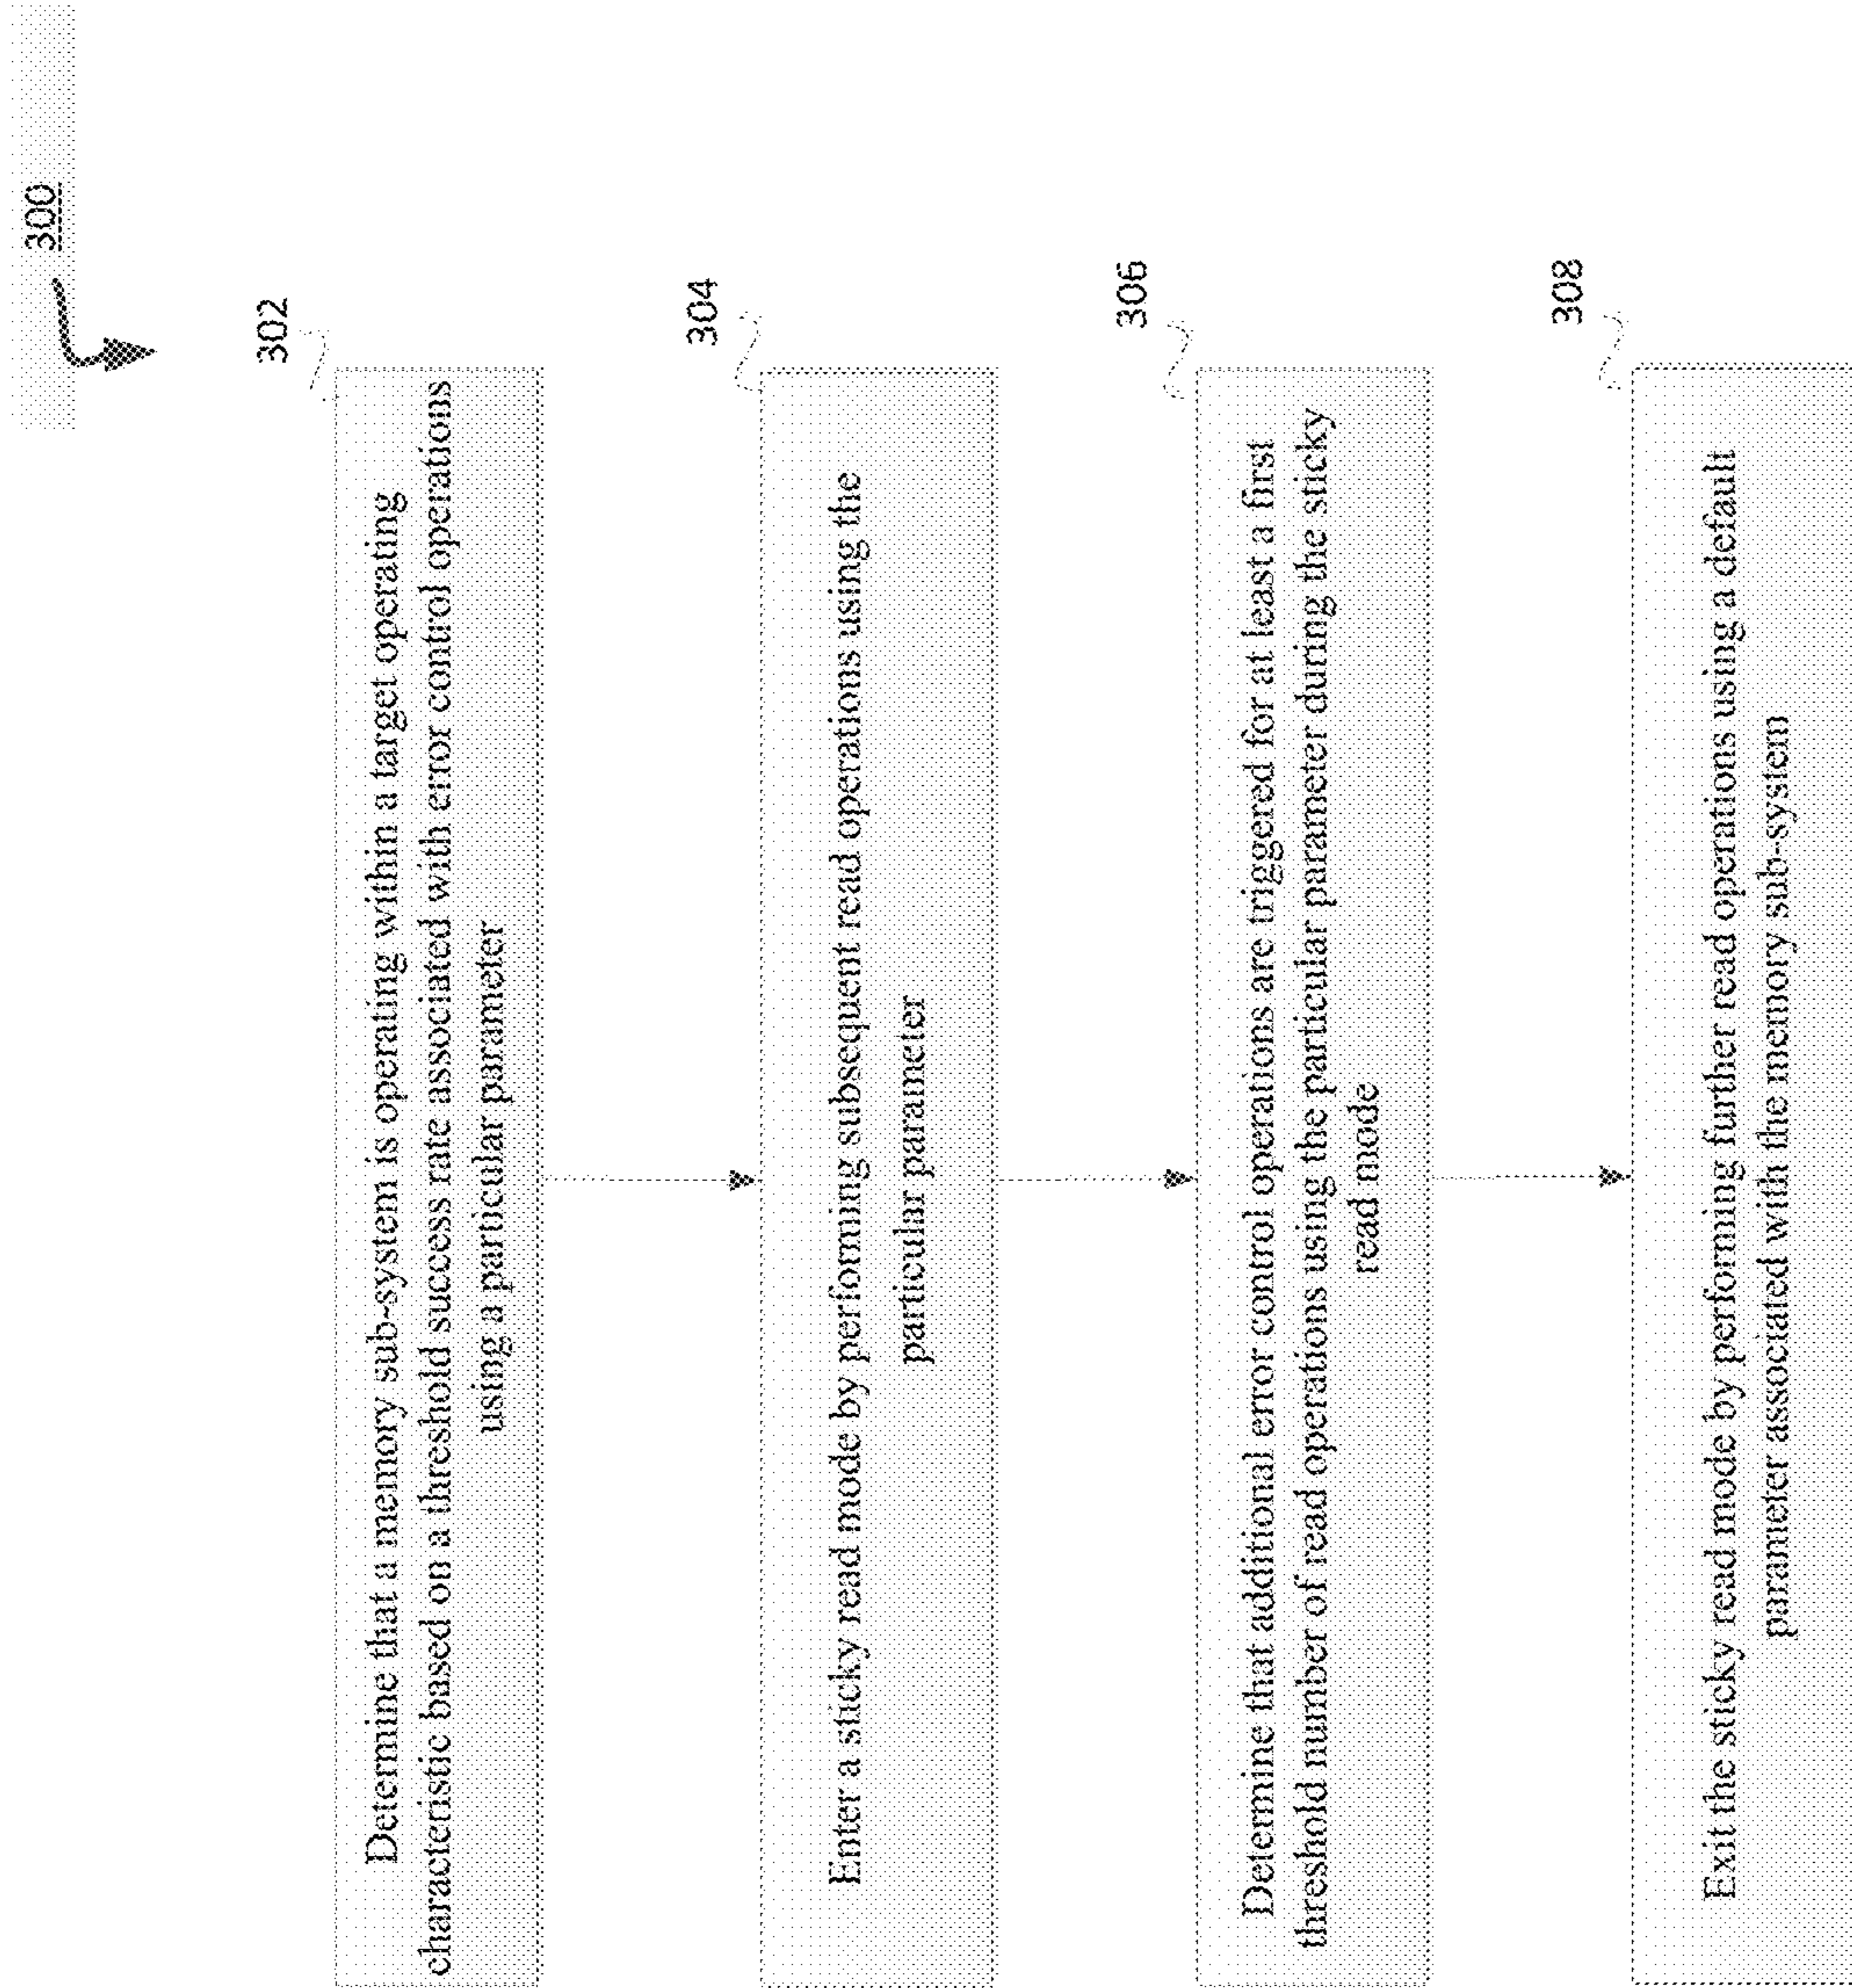 300
302
Determine that a memory sub-system is operating within a target operating
characteristic based on a threshold success rate associated with error control operations
using a particular parameter
304
Enter a sticky read mode by performing subsequent read operations using the
particular parameter
306
Determine that additional error control operations are triggered for at least a first
threshold number of read operations using the particular parameter during the sticky
read mode
308
Exit the sticky read mode by performing further read operations using a default
parameter associated with the memory sub-system